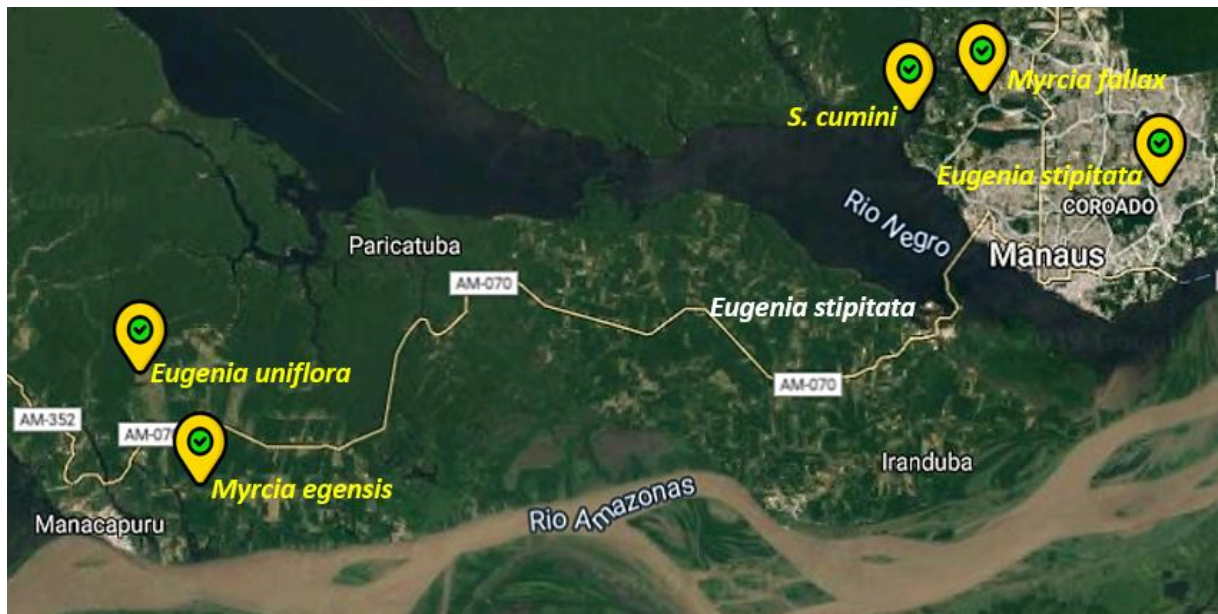 Myrcia fallax
S. cumini
Eugenia stipitata
COROADO
Rio Negro
Manaus
Paricatuba
AM-070
Eugenia stipitata
Eugenia uniflora
AM-070
AM-352
AM-070
Iranduba
Myrcia egensis
Rio Amazonas
Manacapuru